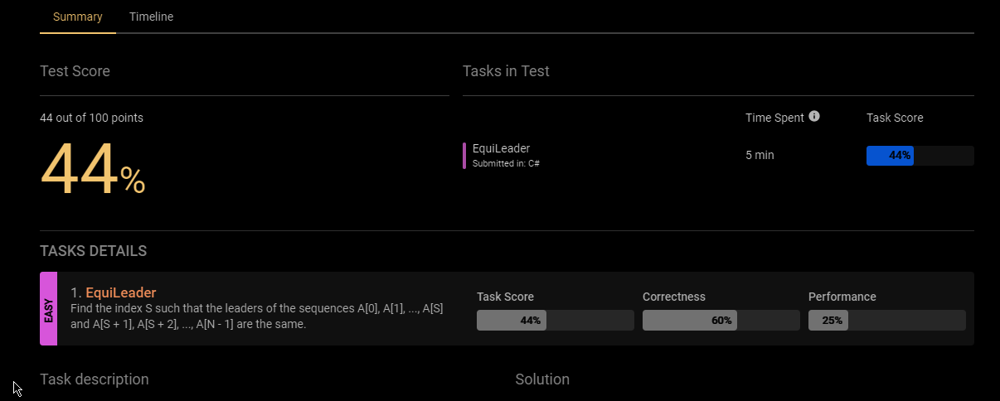 Summary Timeline
Test Score
Tasks in Test
44 out of 100 points
Time Spent Task Score
44%
EquiLeader
Submitted in: C#
5 min
44%
TASKS DETAILS
EASY
1. EquiLeader
Find the index S such that the leaders of the sequences A[0], A[1], ..., A[S]
and A[S + 1], A[S + 2], ..., A[N - 1] are the same.
Task Score Correctness Performance
44% 60% 25%
Task description
Solution